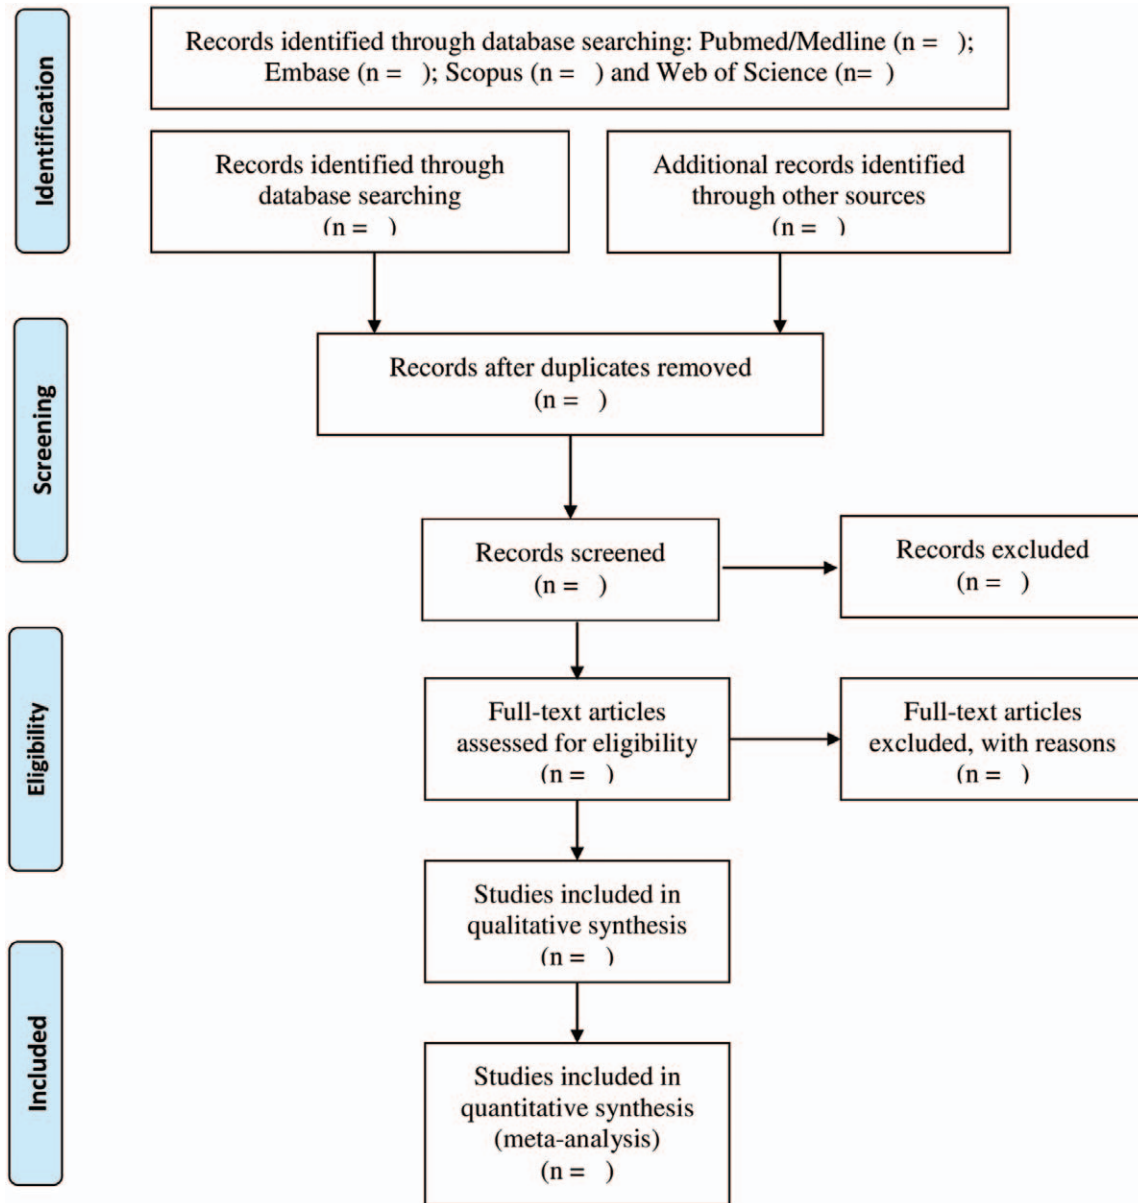 Identification
Records identified through database searching: Pubmed/Medline (n =   );
Embase (n =   ); Scopus (n =   ) and Web of Science (n=  )
Records identified through
database searching
(n =   )
Additional records identified
through other sources
(n =   )
Screening
Records after duplicates removed
(n =   )
Records screened
(n =   )
Records excluded
(n =   )
Eligibility
Full-text articles
assessed for eligibility
(n =   )
Full-text articles
excluded, with reasons
(n =   )
Studies included in
qualitative synthesis
(n =   )
Included
Studies included in
quantitative synthesis
(meta-analysis)
(n =   )